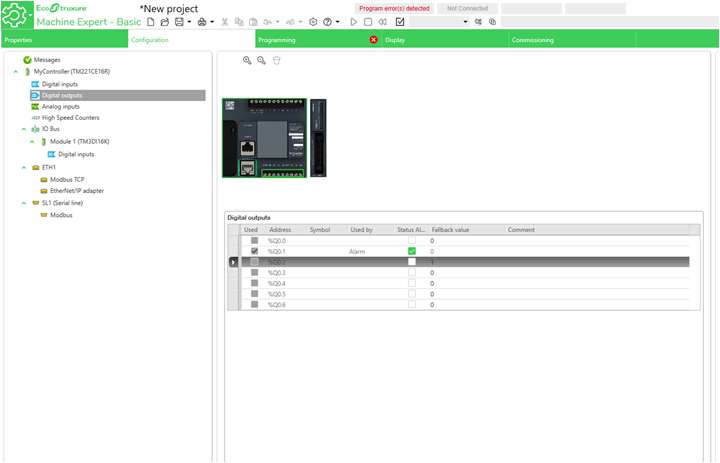 EcoStruxure
*New project
Program error(s) detected
Not Connected
Machine Expert - Basic
Properties
Configuration
Programming
Display
Commissioning
Messages
MyController (TM221CE16R)
Digital inputs
Digital outputs
Analog inputs
High Speed Counters
IO Bus
Module 1 (TM3DI16K)
Digital inputs
ETH1
Modbus TCP
EtherNet/IP adapter
SL1 (Serial line)
Modbus
Digital outputs
Used Address Symbol Used by Status Al... Fallback value Comment
%Q0.0 0
%Q0.1 Alarm 0
%Q0.2 1
%Q0.3 0
%Q0.4 0
%Q0.5 0
%Q0.6 0